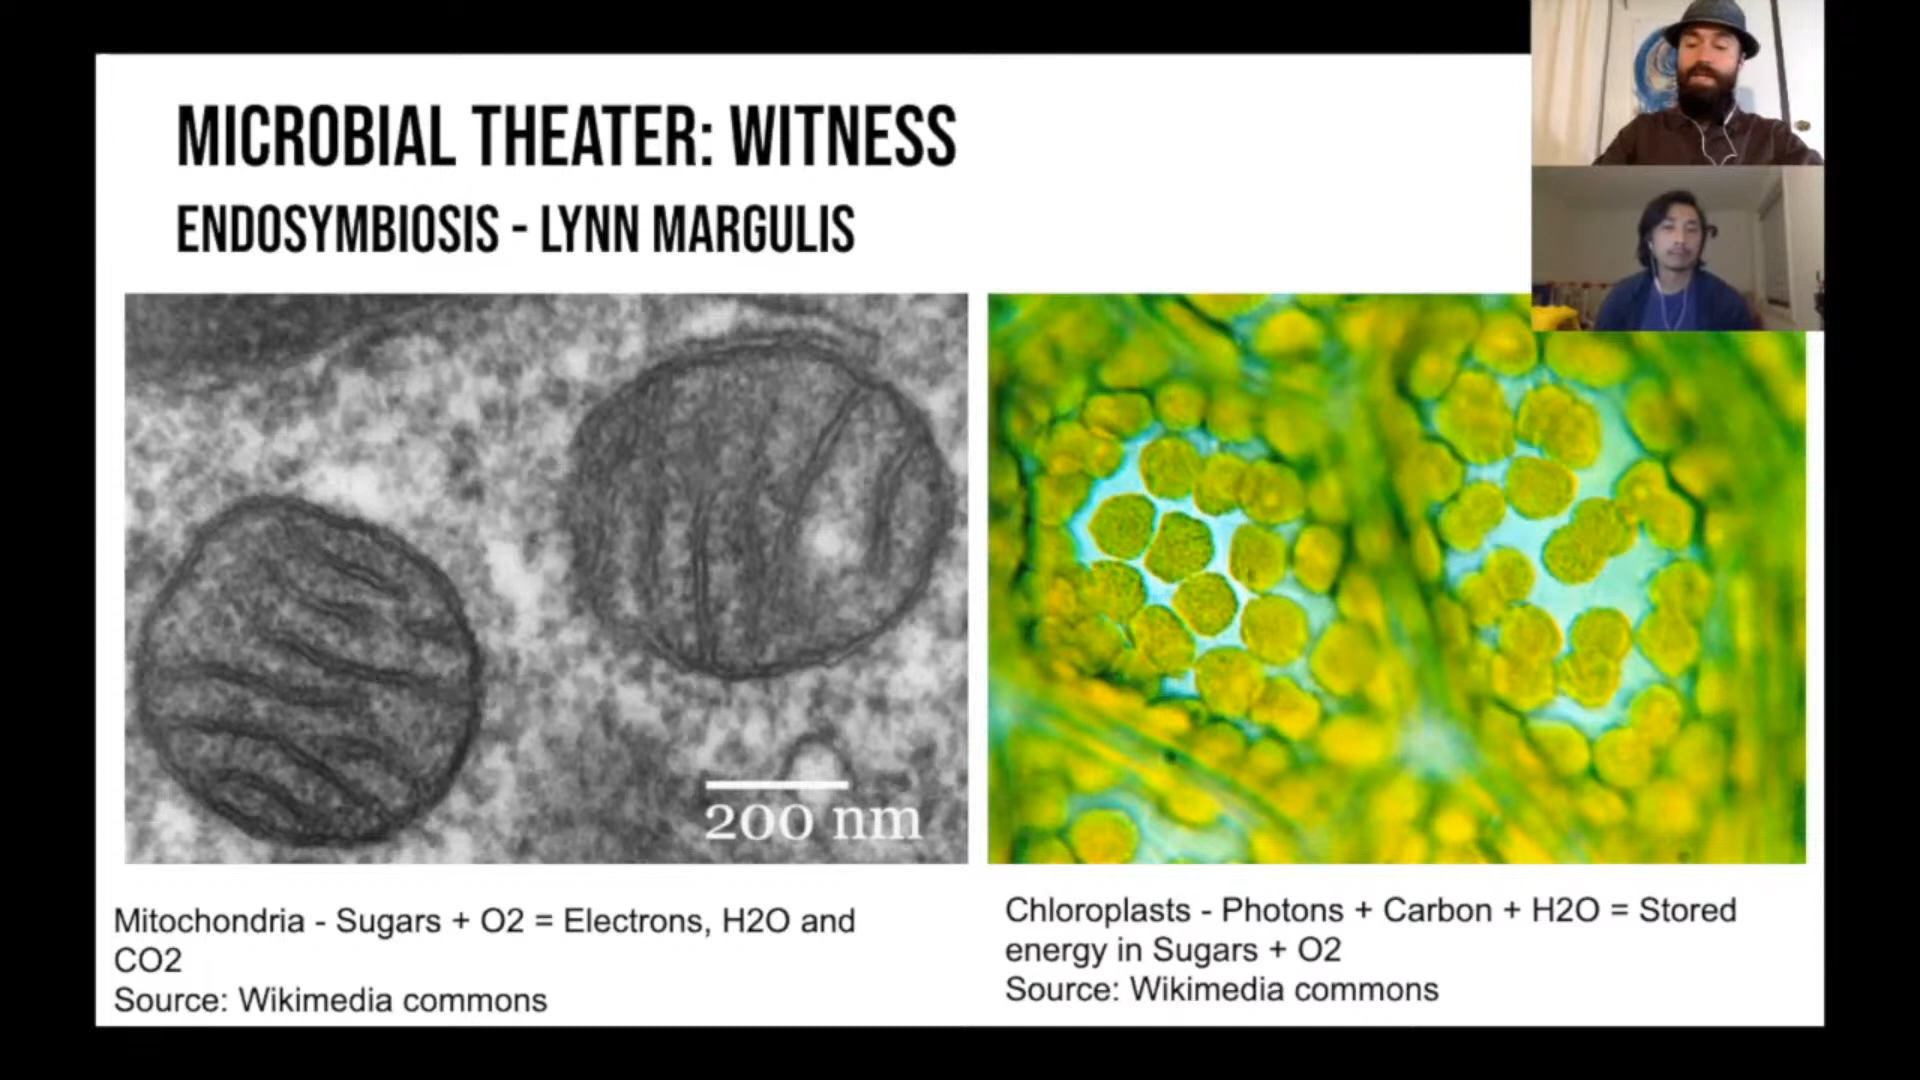 MICROBIAL THEATER: WITNESS
ENDOSYMBIOSIS - LYNN MARGULIS
200 nm
Mitochondria - Sugars + O2 = Electrons, H2O and
CO2
Source: Wikimedia commons
Chloroplasts - Photons + Carbon + H2O = Stored
energy in Sugars + O2
Source: Wikimedia commons